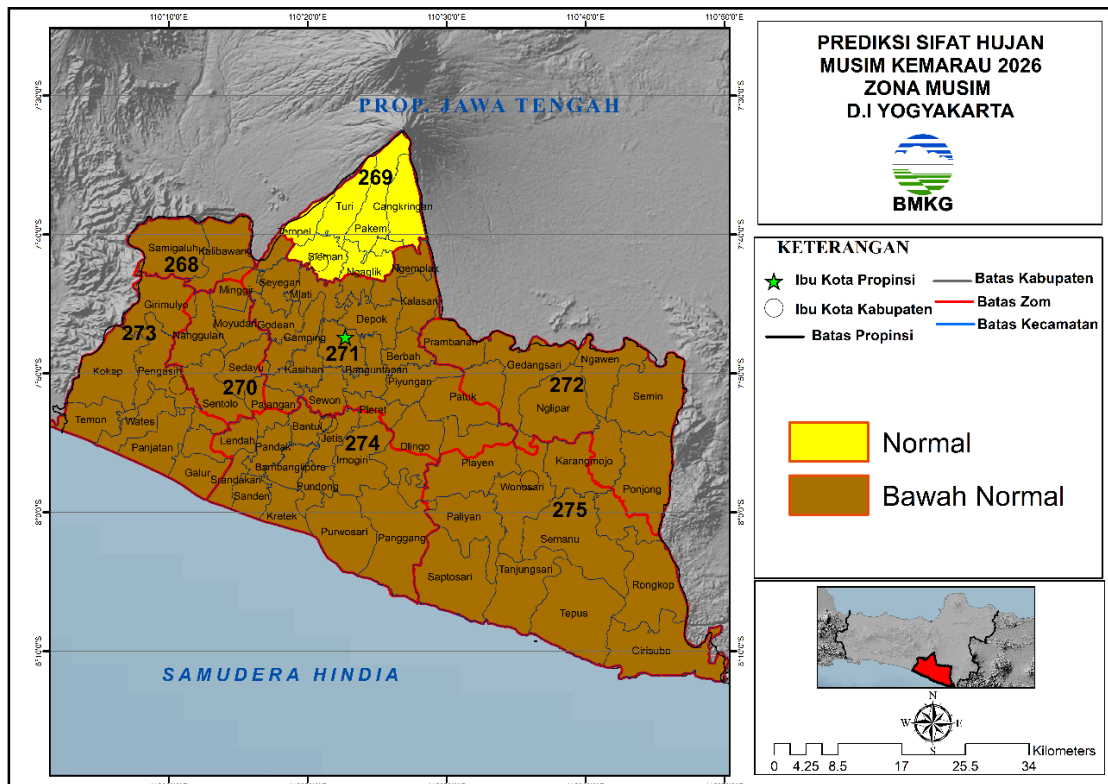 PREDIKSI SIFAT HUJAN
MUSIM KEMARAU 2026
ZONA MUSIM
D.I YOGYAKARTA
BMKG
KETERANGAN
Ibu Kota Propinsi
Ibu Kota Kabupaten
Batas Propinsi
Batas Kabupaten
Batas Zom
Batas Kecamatan
Normal
Bawah Normal
N
W E
S
Kilometers
0 4.25 8.5 17 25.5 34
110°20'0"E 110°30'0"E 110°40'0"E
7°30'0"S
7°40'0"S
PROP. JAWA TENGAH
269
Turi
Cangkringan
Pakem
Tempel
Sleman
Ngaglik
Ngemplak
Samigaluh
Kalibawang
268
Seyegan
Minggir
Mlati
Girimulyo
Kalasan
Moyudan
Godean
Depok
273
Nanggulan
Gamping
271
Prambanan
Berbah
Ngawen
Gedangsari
Kokap
Pengasih
Sedayu
Kasihan
Banguntapan
Piyungan
272
270
Semin
Sentolo
Pajangan
Sewon
Pleret
Patuk
Nglipar
Temon
Wates
Bantul
Lendah
Pandak
Jetis
274
Dlingo
Panjatan
Imogiri
Playen
Karangmojo
Galur
Srandakan
Bambanglipuro
Pundong
Wonosari
Ponjong
Sanden
Kretek
Paliyan
275
Purwosari
Panggang
Semanu
Saptosari
Tanjungsari
Rongkop
Tepus
Cirisubo
SAMUDERA HINDIA